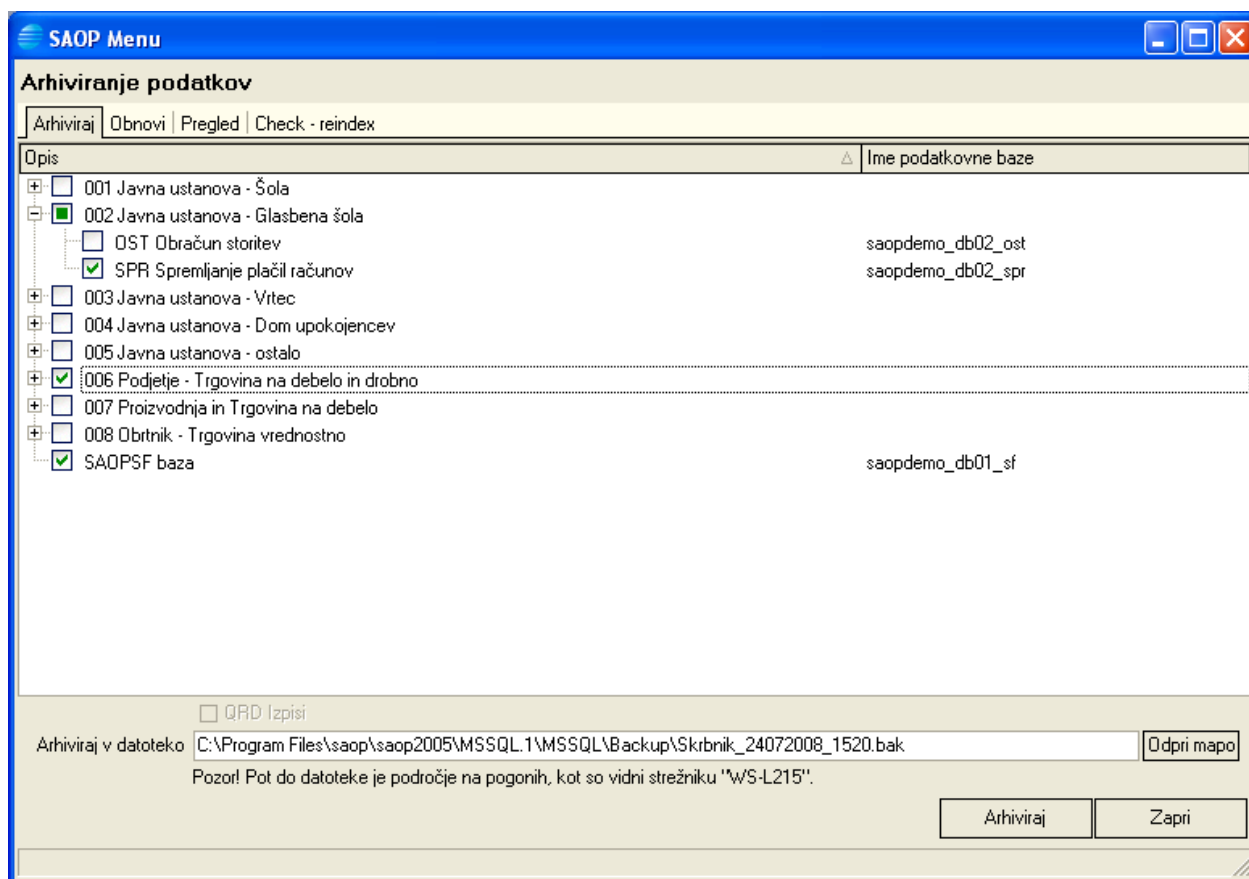 SAOP Menu
Arhiviranje podatkov
Arhiviraj Obnovi Pregled Check - reindex
Opis Ime podatkovne baze
001 Javna ustanova - Šola
002 Javna ustanova - Glasbena šola
OST Obračun storitev saopdemo_db02_ost
SPR Spremljanje plačil računov saopdemo_db02_spr
003 Javna ustanova - Vrtec
004 Javna ustanova - Dom upokojencev
005 Javna ustanova - ostalo
006 Podjetje - Trgovina na debelo in drobno
007 Proizvodnja in Trgovina na debelo
008 Obrtnik - Trgovina vrednostno
SAOPSF baza saopdemo_db01_sf
QRD Izpisi
Arhiviraj v datoteko C:\Program Files\saop\saop2005\MSSQL.1\MSSQL\Backup\Skrbnik_24072008_1520.bak Odpri mapo
Pozor! Pot do datoteke je področje na pogonih, kot so vidni strežniku "WS-L215".
Arhiviraj Zapri